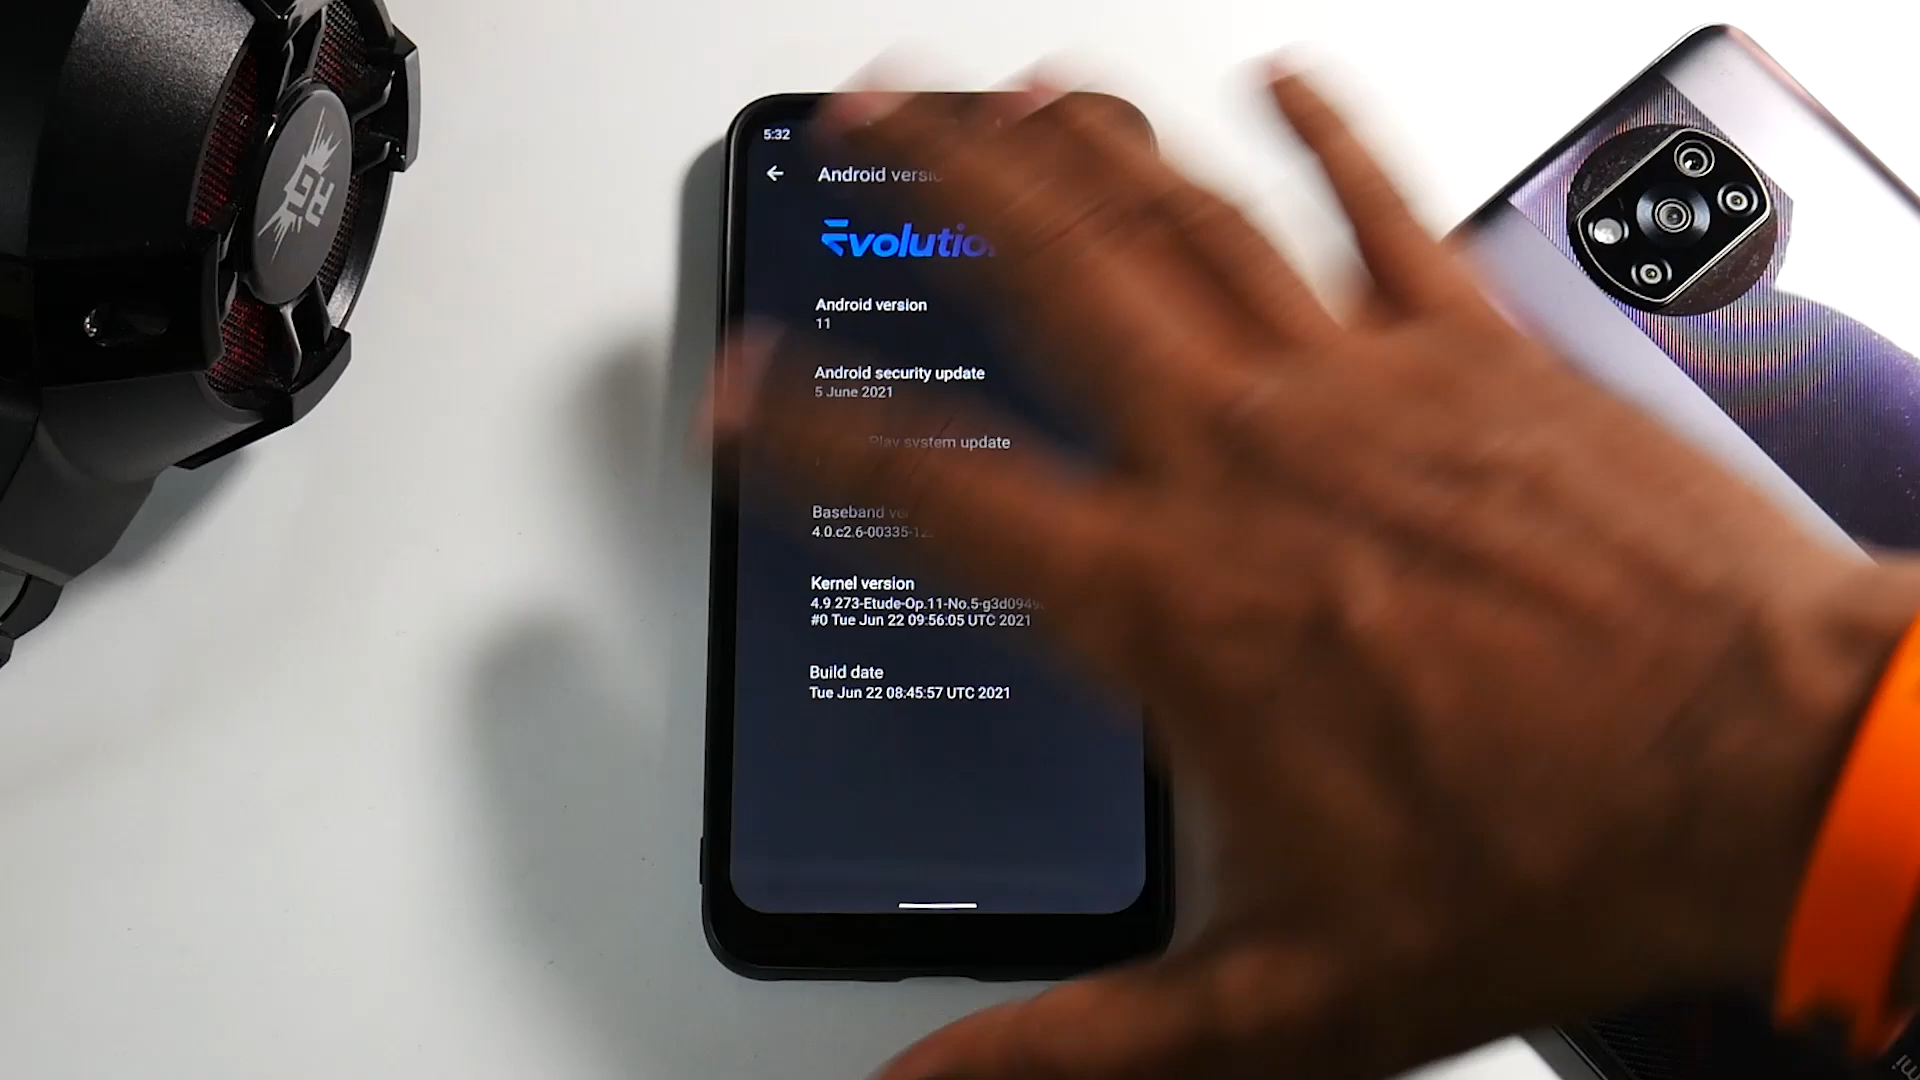 5:32
Android
Android version
11
Android security update
5 June 2021
Play system update
Baseband
4.0.c2.6-00335-
Kernel version
4.9.273-Etude-Op.11-No.5-g3d094
#0 Tue Jun 22 09:56:05 UTC 2021
Build date
Tue Jun 22 08:45:57 UTC 2021